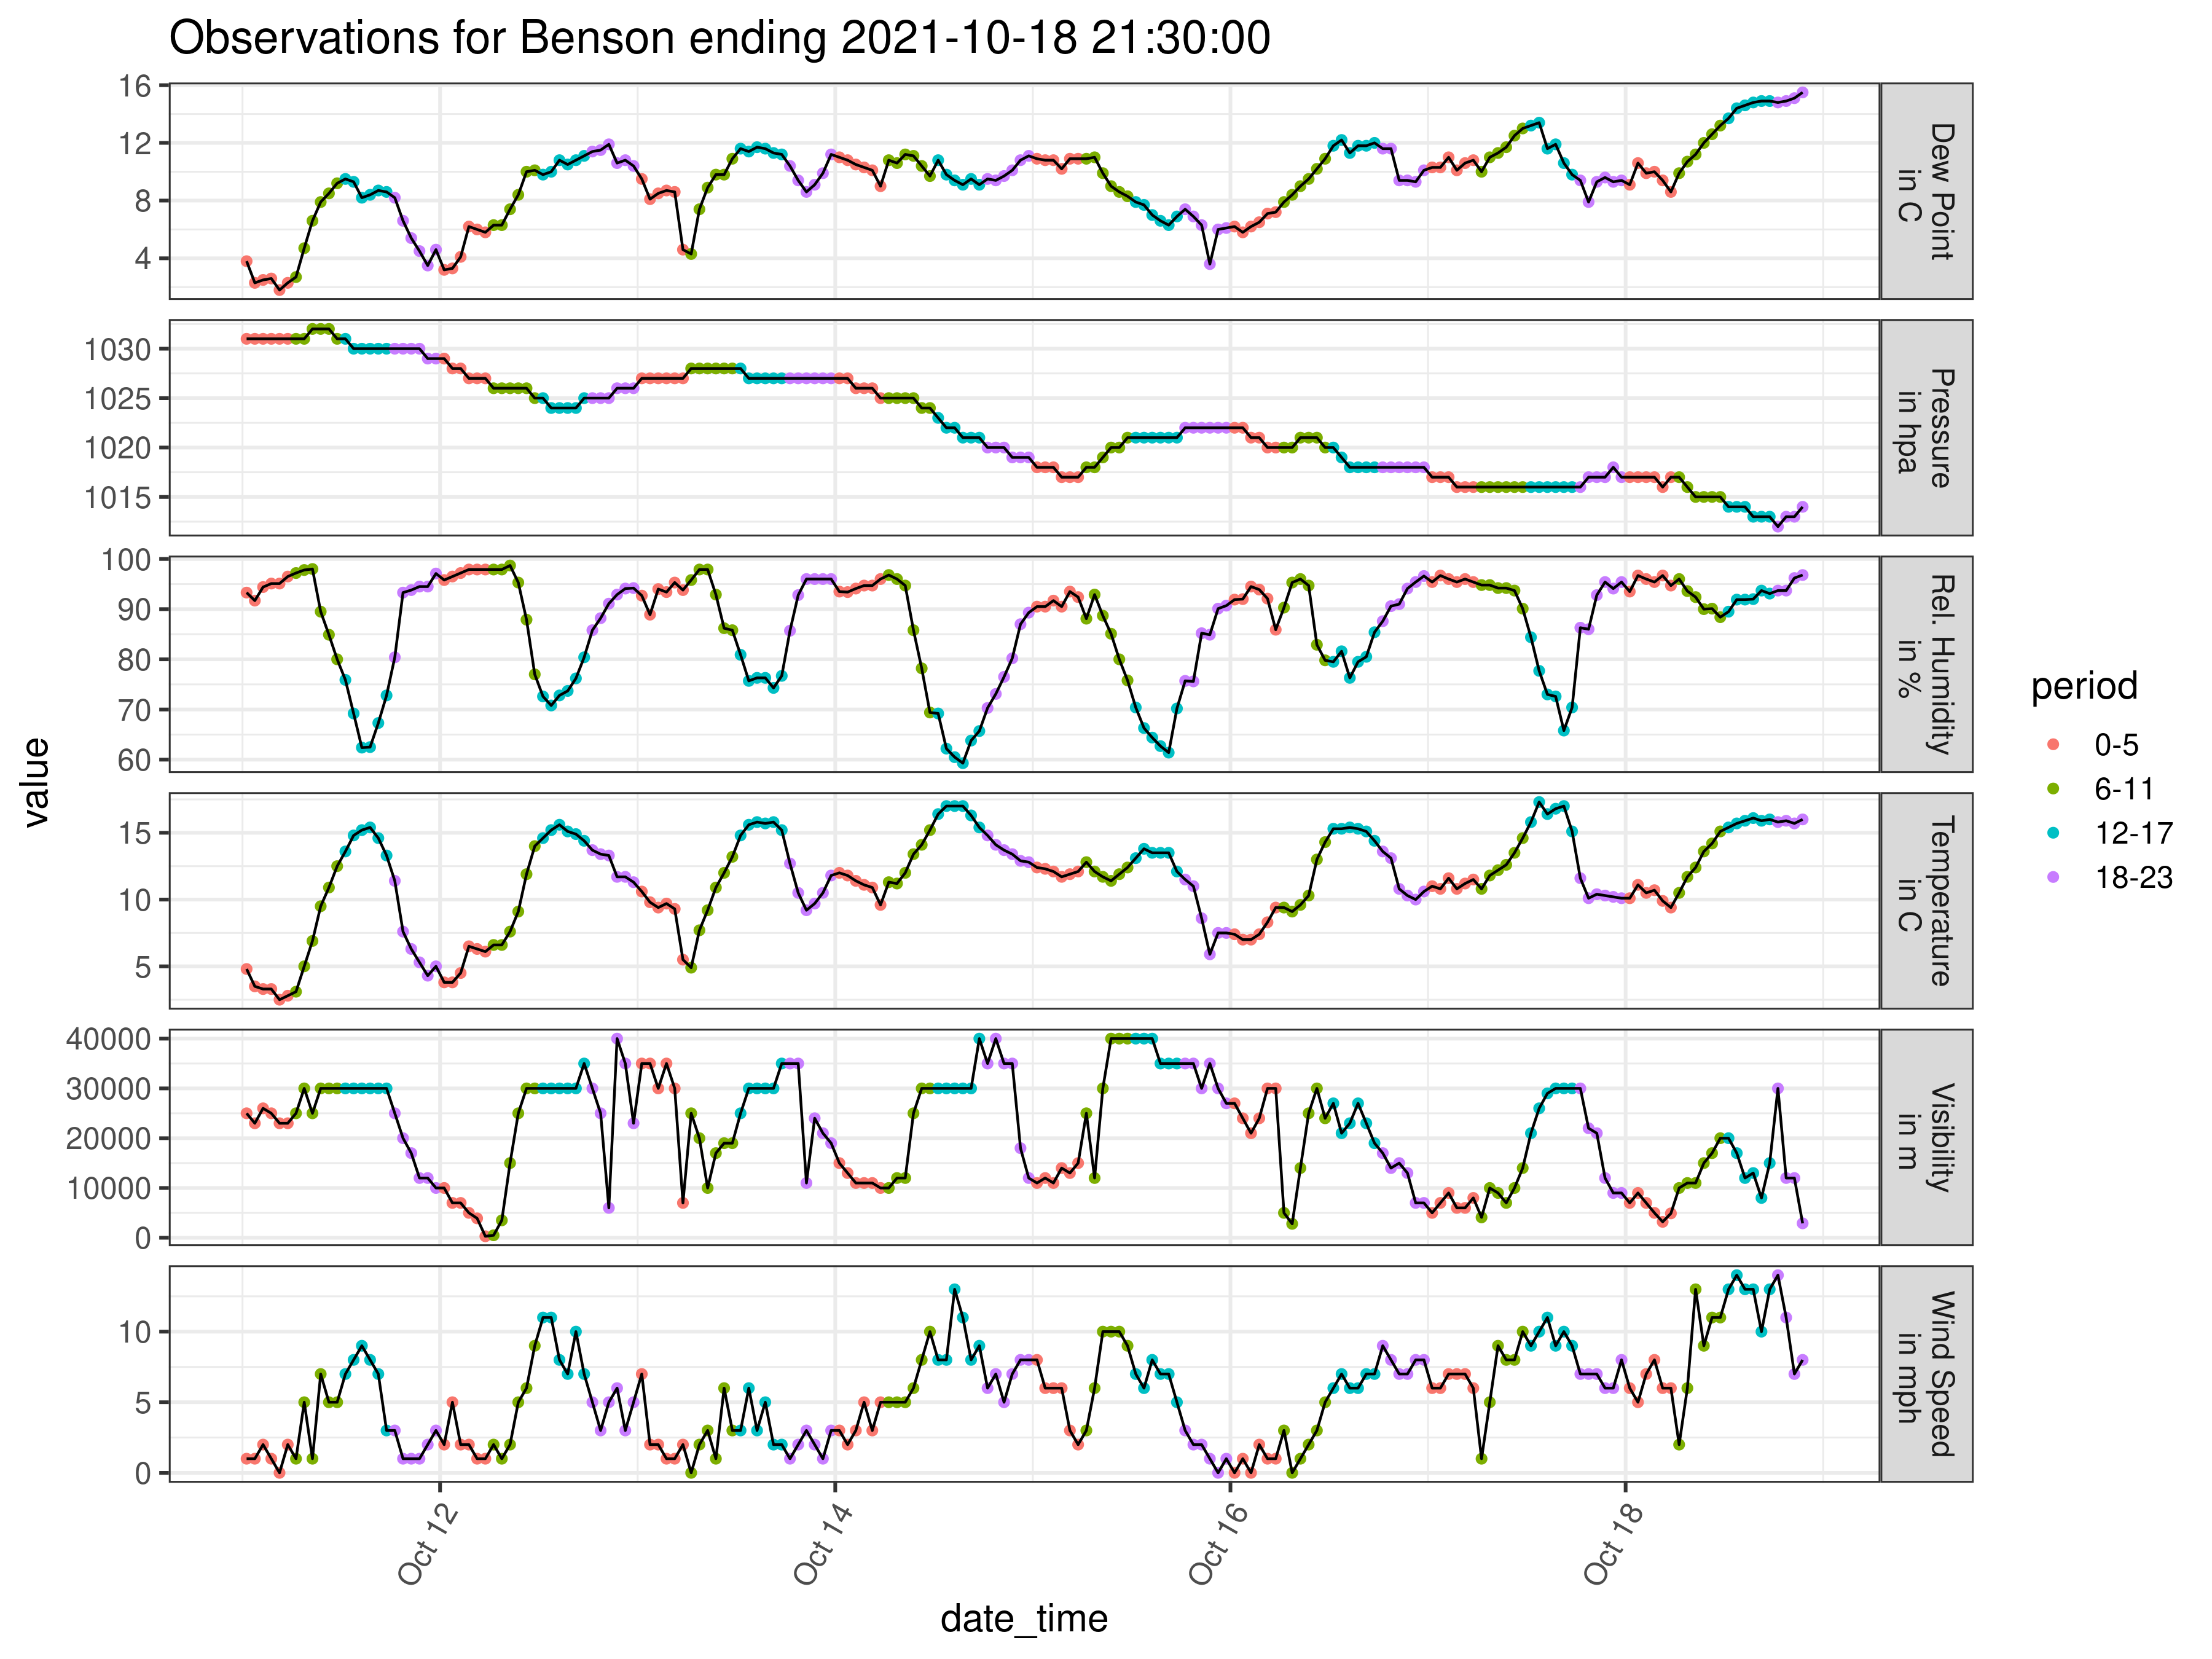 Observations for Benson ending 2021-10-18 21:30:00
value
16
12
8
4
Dew Point
in C
1030
1025
1020
1015
Pressure
in hpa
100
90
80
70
60
Rel. Humidity
in %
15
10
5
Temperature
in C
40000
30000
20000
10000
0
Visibility
in m
10
5
0
Wind Speed
in mph
Oct 12
Oct 14
Oct 16
Oct 18
date_time
period
0-5
6-11
12-17
18-23